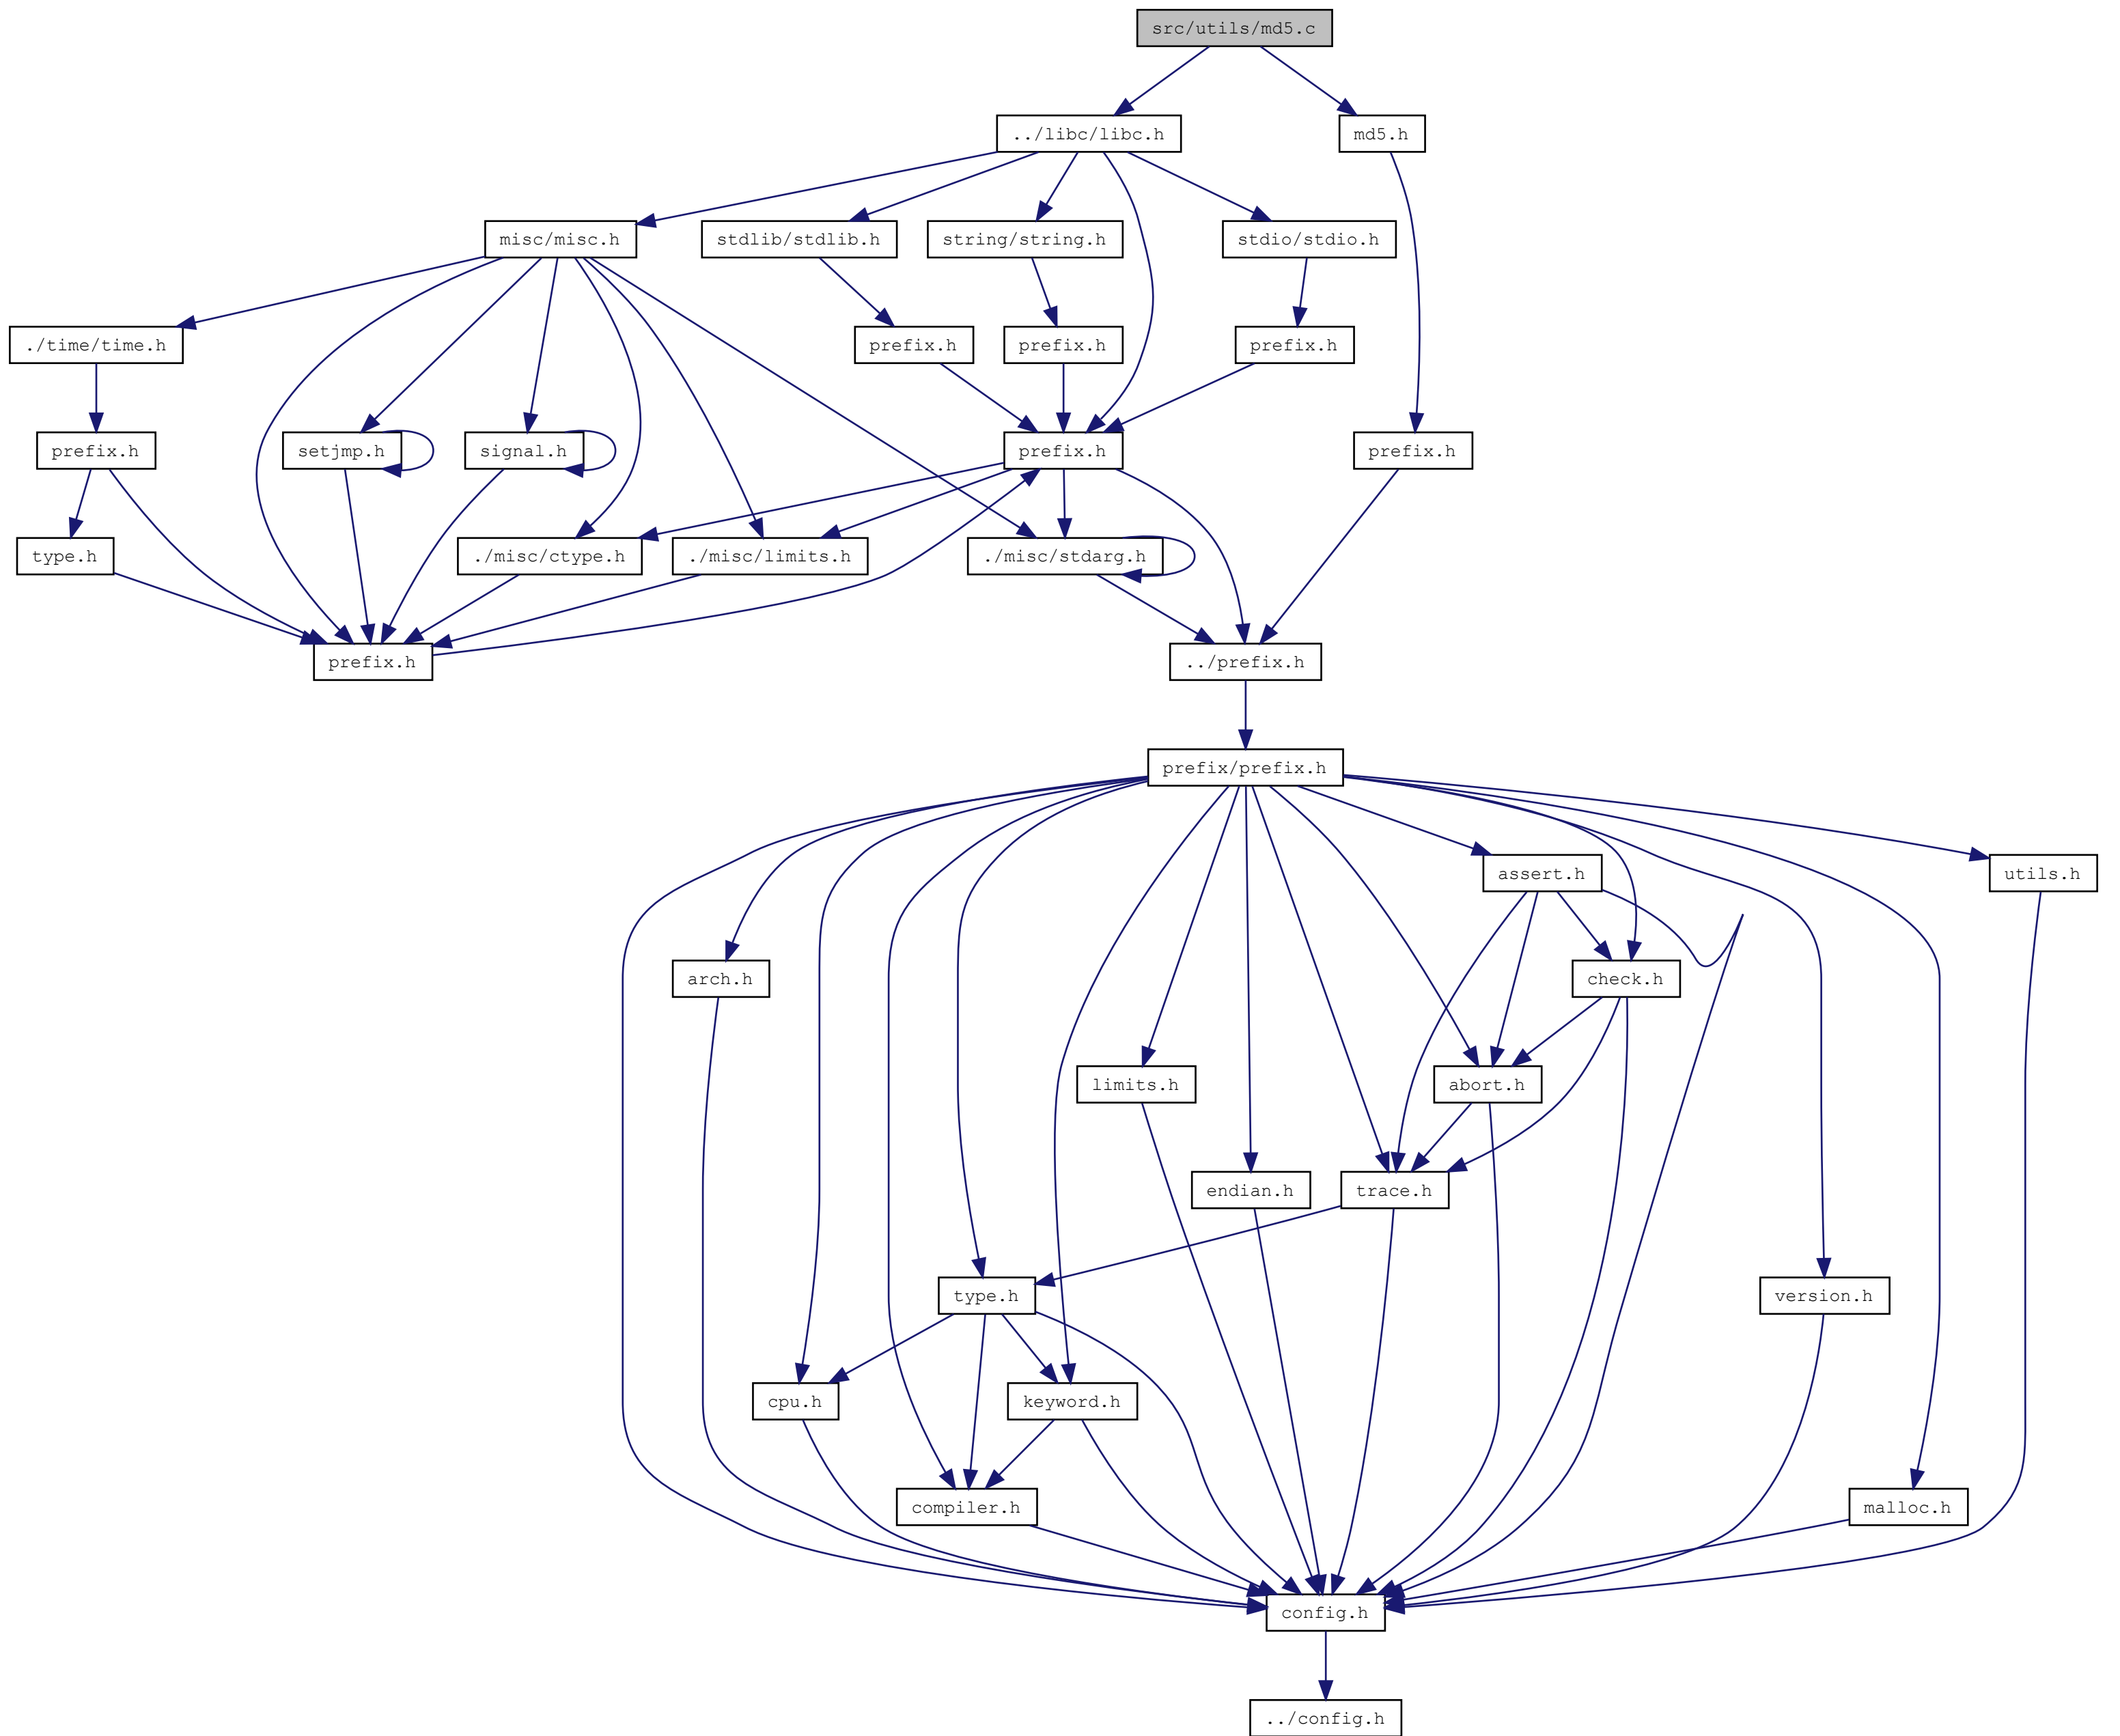 src/utils/md5.c
../libc/libc.h
md5.h
misc/misc.h
stdlib/stdlib.h
string/string.h
stdio/stdio.h
./time/time.h
prefix.h
prefix.h
prefix.h
prefix.h
setjmp.h
signal.h
prefix.h
prefix.h
type.h
./misc/ctype.h
./misc/limits.h
./misc/stdarg.h
prefix.h
../prefix.h
prefix/prefix.h
assert.h
utils.h
arch.h
check.h
limits.h
abort.h
endian.h
trace.h
type.h
version.h
cpu.h
keyword.h
compiler.h
malloc.h
config.h
../config.h